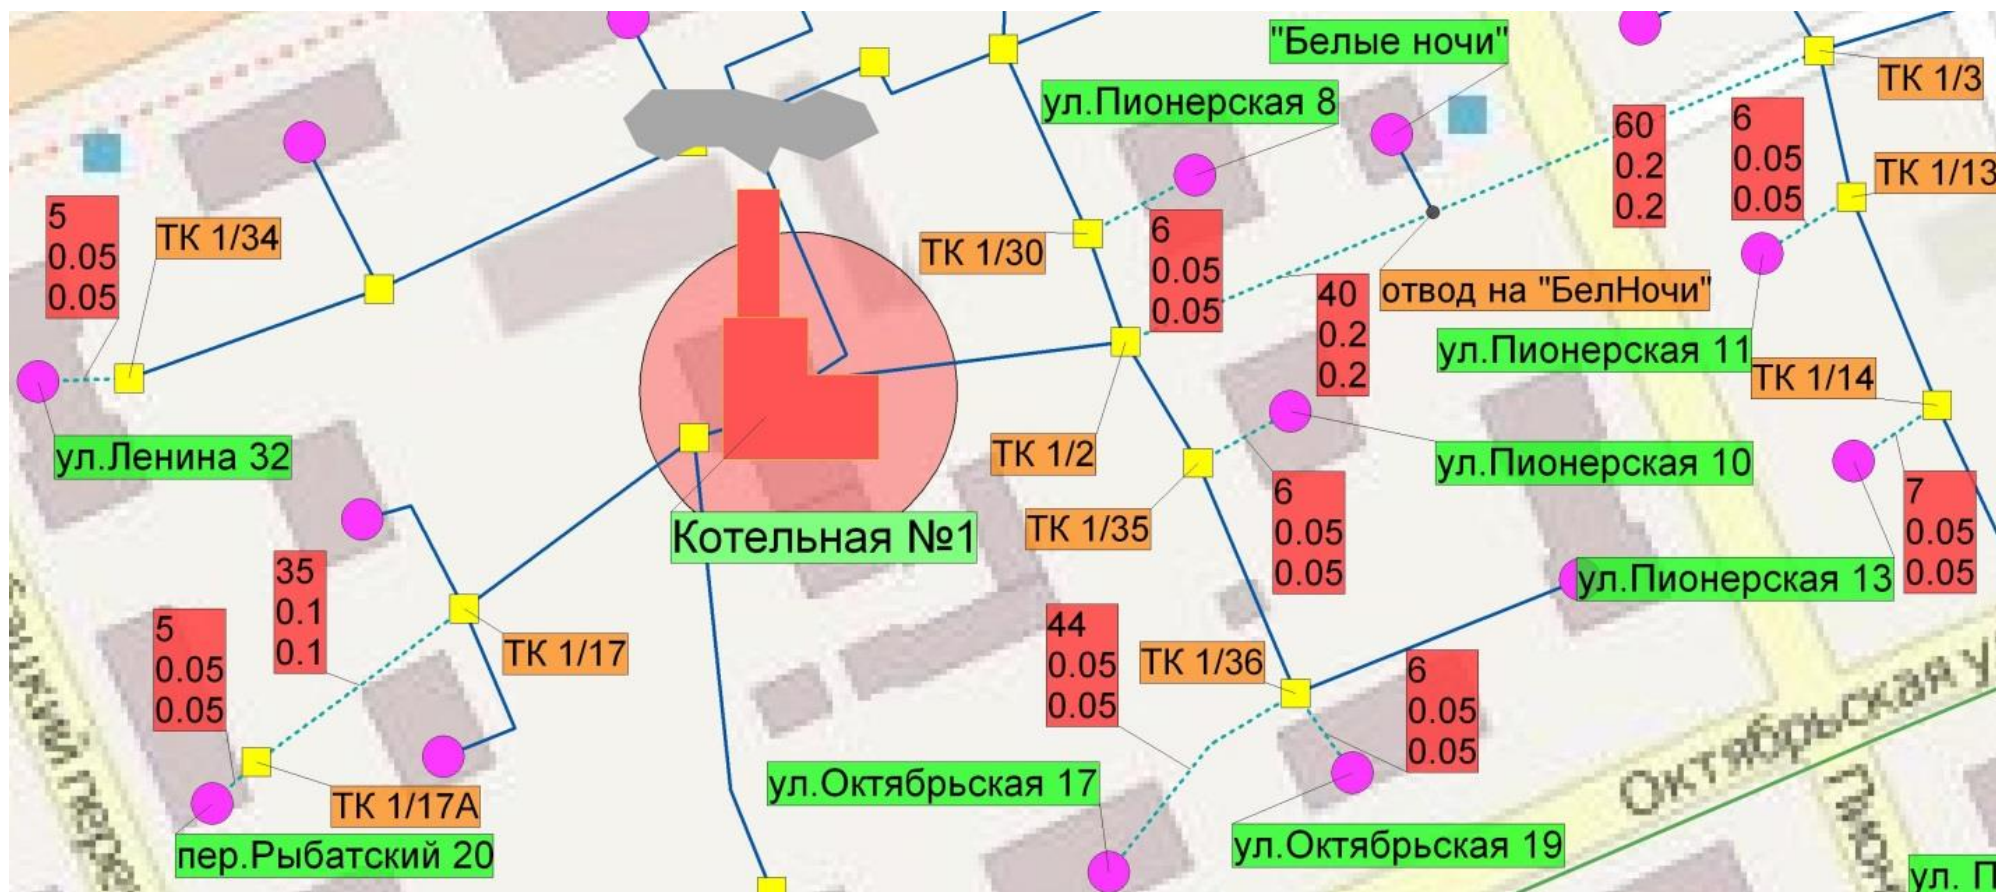 "Белые ночи"
ул.Пионерская 8
ТК 1/3
60
0.2
0.2
6
0.05
0.05
ТК 1/13
5
0.05
0.05
ТК 1/34
ТК 1/30
6
0.05
0.05
отвод на "БелНочи"
40
0.2
0.2
ул.Пионерская 11
ТК 1/14
ул.Ленина 32
ТК 1/2
ул.Пионерская 10
6
0.05
0.05
7
0.05
0.05
ТК 1/35
Котельная №1
35
0.1
0.1
ул.Пионерская 13
5
0.05
0.05
ТК 1/17
44
0.05
0.05
ТК 1/36
6
0.05
0.05
ул.Октябрьская 17
ТК 1/17А
Октябрьская у
пер.Рыбатский 20
ул.Октябрьская 19
ул. П